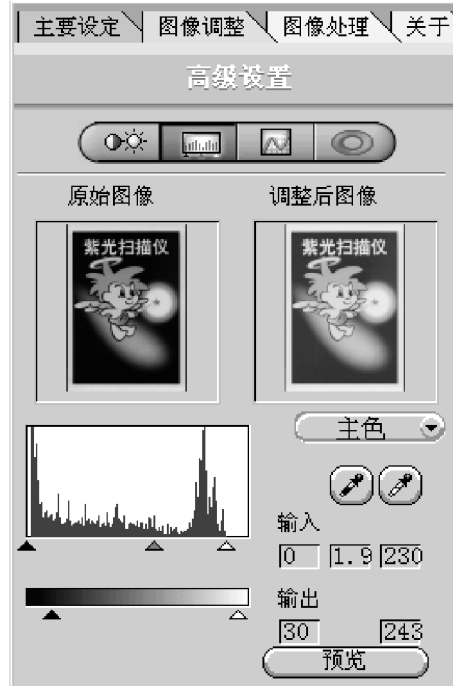 主要设定 图像调整 图像处理 关于
高级设置
原始图像 调整后图像
紫光扫描仪 紫光扫描仪
主色
输入
0 1.9 230
输出
30 243
预览